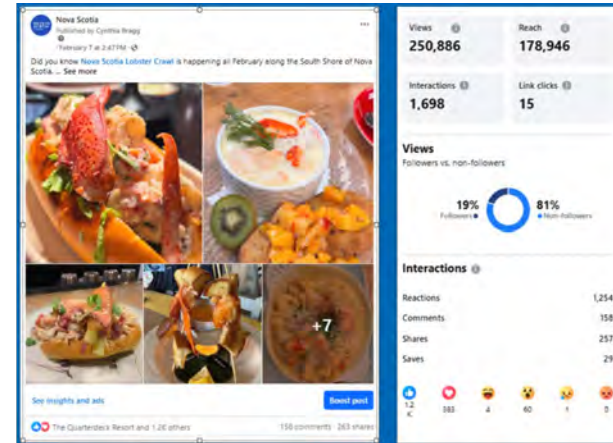 Nova Scotia
Published by Cynthia Bragg
February 7 at 2:47 PM
Did you know Nova Scotia Lobster Crawl is happening all February along the South Shore of Nova
Scotia. ... See more
+7
See insights and ads
Boost post
The Quarterdeck Resort and 1.2K others
158 comments · 263 shares
Views
250,886
Reach
178,946
Interactions
1,698
Link clicks
15
Views
Followers vs. non-followers
19%
Followers
81%
Non-followers
Interactions
Reactions
1,254
Comments
158
Shares
257
Saves
29
1.2
K
383
4
60
1